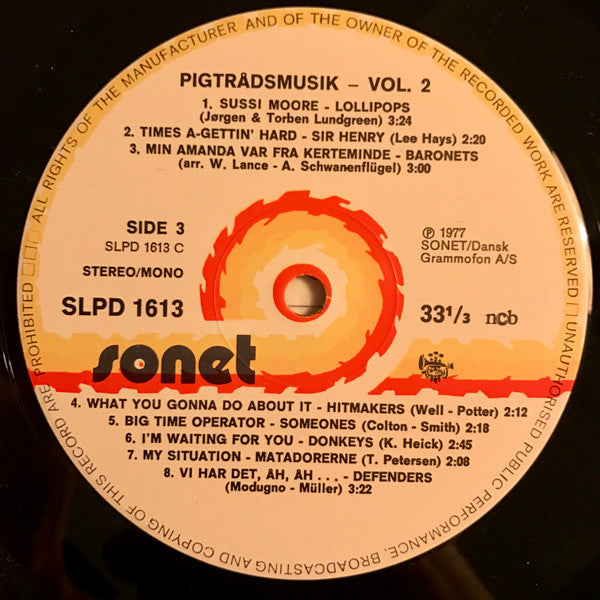 ALL RIGHTS OF THE MANUFACTURER AND OF THE OWNER OF THE RECORDED WORK ARE RESERVED □ UNAUTHORISED PUBLIC PERFORMANCE, BROADCASTING AND COPYING OF THIS RECORD ARE PROHIBITED □□□
PIGTRÅDSMUSIK – VOL. 2
1. SUSSI MOORE - LOLLIPOPS
(Jørgen & Torben Lundgreen) 3:24
2. TIMES A-GETTIN' HARD - SIR HENRY (Lee Hays) 2:20
3. MIN AMANDA VAR FRA KERTEMINDE - BARONETS
(arr. W. Lance - A. Schwanenflügel) 3:00
SIDE 3
SLPD 1613 C
STEREO/MONO
SLPD 1613
℗ 1977
SONET/Dansk
Grammofon A/S
33 1/3 ncb
sonet
4. WHAT YOU GONNA DO ABOUT IT - HITMAKERS (Well - Potter) 2:12
5. BIG TIME OPERATOR - SOMEONES (Colton - Smith) 2:18
6. I'M WAITING FOR YOU - DONKEYS (K. Heick) 2:45
7. MY SITUATION - MATADORERNE (T. Petersen) 2:08
8. VI HAR DET, AH, AH . . . - DEFENDERS
(Modugno - Müller) 3:22